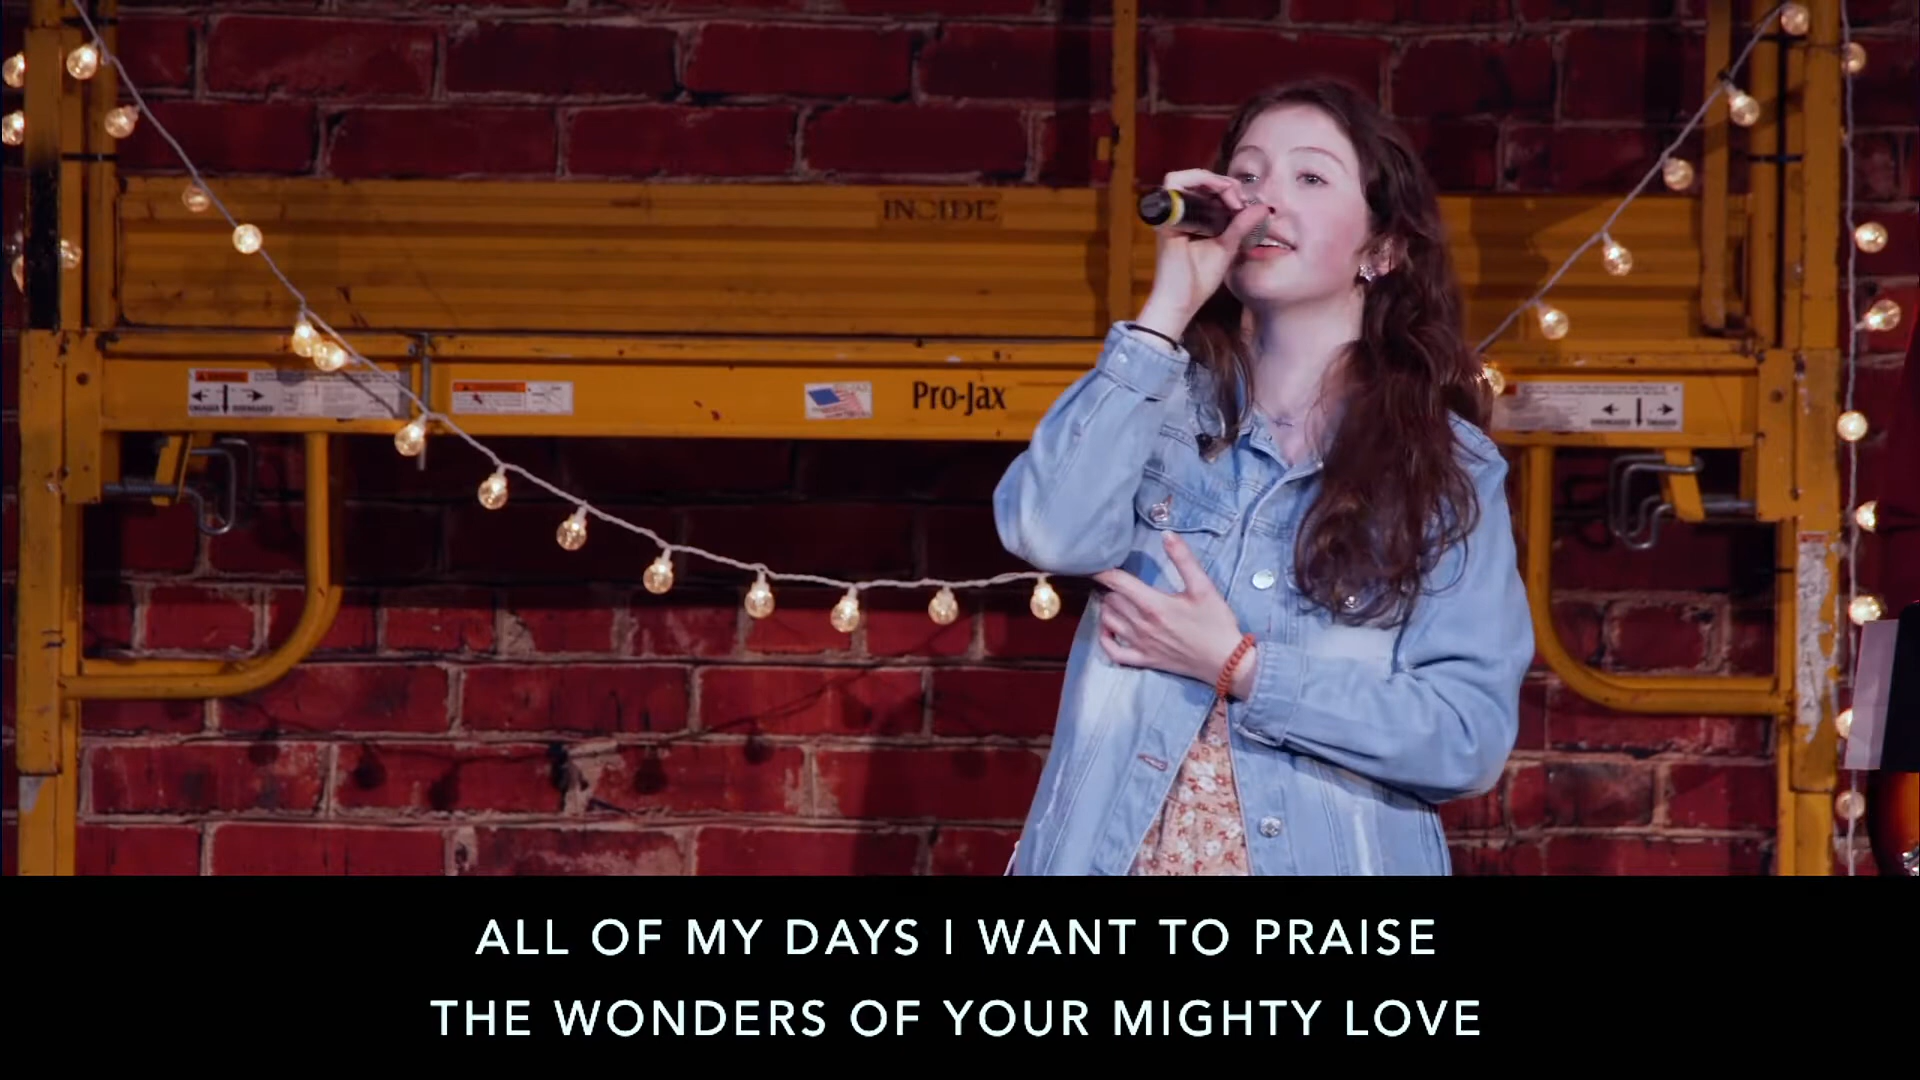 INSIDE
Pro-Jax
ALL OF MY DAYS I WANT TO PRAISE
THE WONDERS OF YOUR MIGHTY LOVE